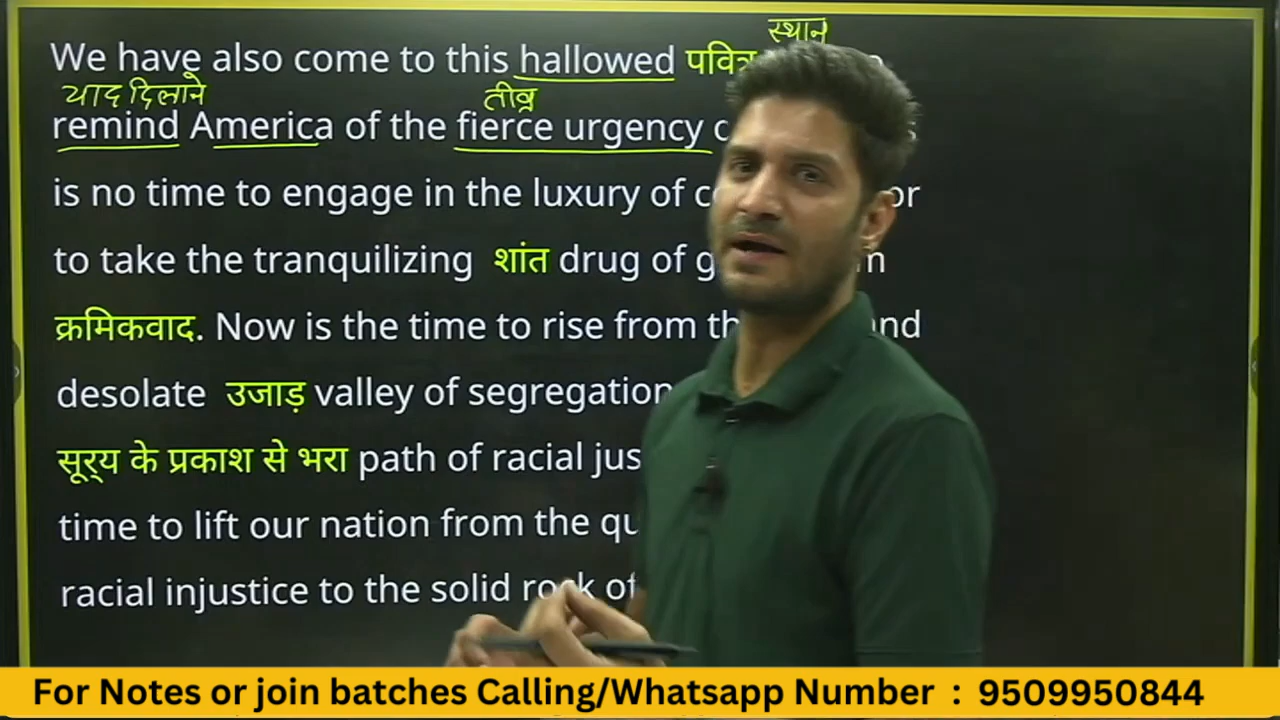 स्थान
We have also come to this hallowed पवित्र
याद दिलाने तीव्र
remind America of the fierce urgency
is no time to engage in the luxury of or
to take the tranquilizing शांत drug of
क्रमिकवाद. Now is the time to rise from
desolate उजाड़ valley of segregation
सूर्य के प्रकाश से भरा path of racial
time to lift our nation from the
racial injustice to the solid rock of
For Notes or join batches Calling/Whatsapp Number : 9509950844